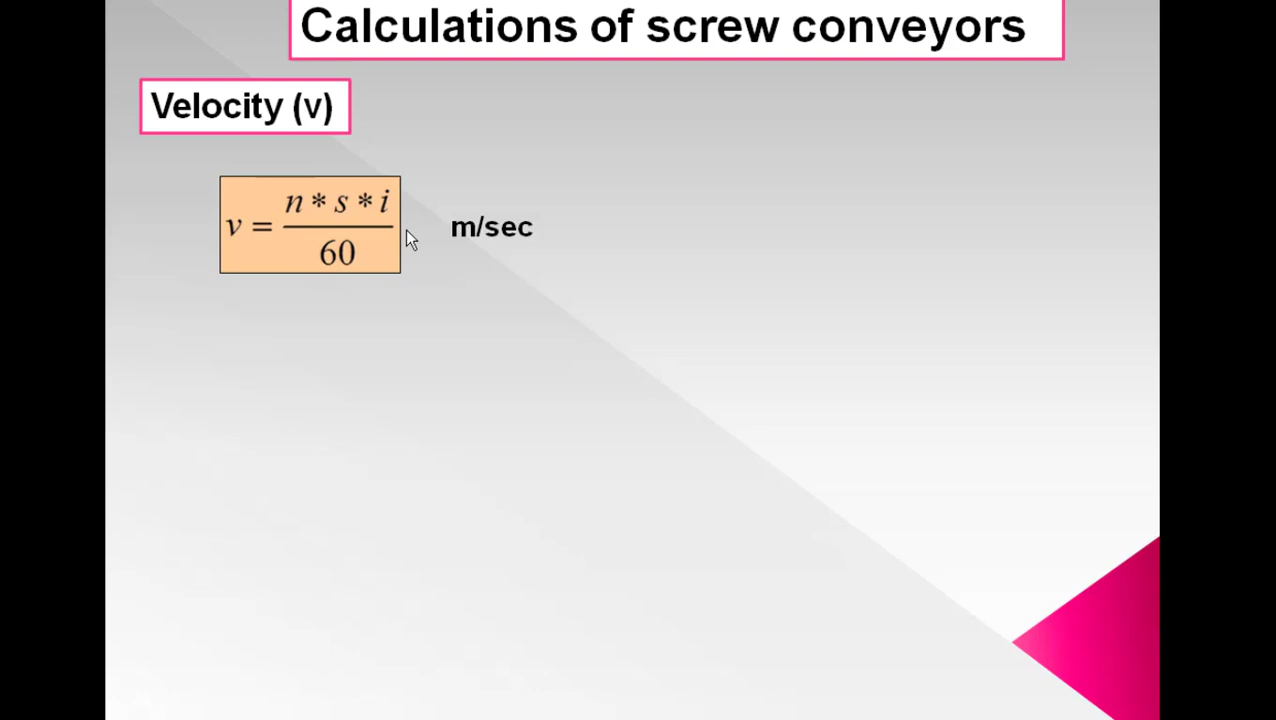 Calculations of screw conveyors
Velocity (v)
v = n * s * i / 60 m/sec